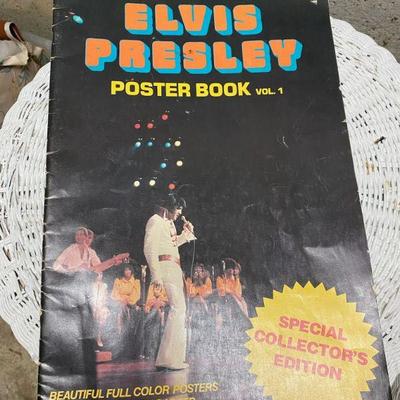 ELVIS
PRESLEY
POSTER BOOK VOL. 1
SPECIAL
COLLECTOR'S
EDITION
BEAUTIFUL FULL COLOR POSTERS